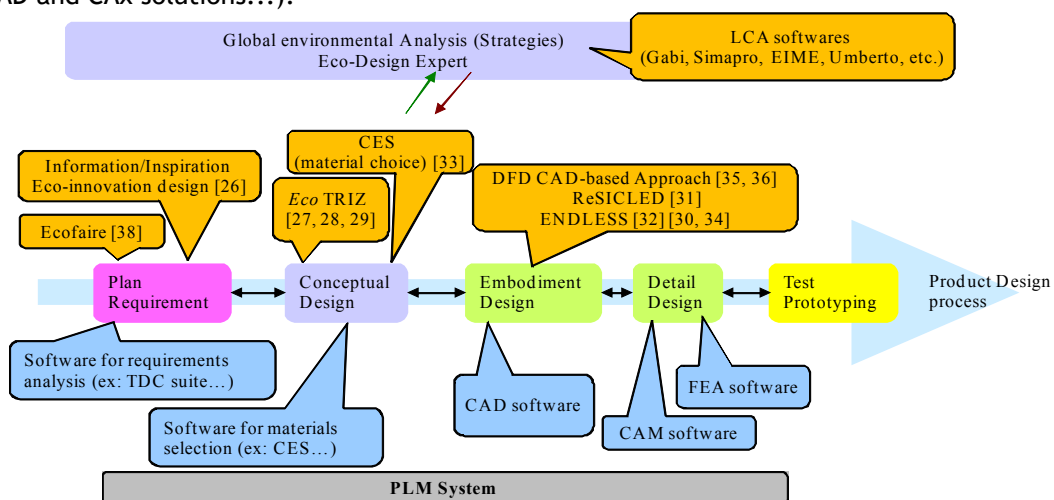 AD and CAx solutions…).
Global environmental Analysis (Strategies)
Eco-Design Expert
LCA softwares
(Gabi, Simapro, EIME, Umberto, etc.)
Information/Inspiration
Eco-innovation design [26]
CES
(material choice) [33]
Ecofaire [38]
Eco TRIZ
[27, 28, 29]
DFD CAD-based Approach [35, 36]
ReSICLED [31]
ENDLESS [32] [30, 34]
Plan
Requirement
Conceptual
Design
Embodiment
Design
Detail
Design
Test
Prototyping
Product Design
process
Software for requirements
analysis (ex: TDC suite…)
Software for materials
selection (ex: CES…)
CAD software
CAM software
FEA software
PLM System